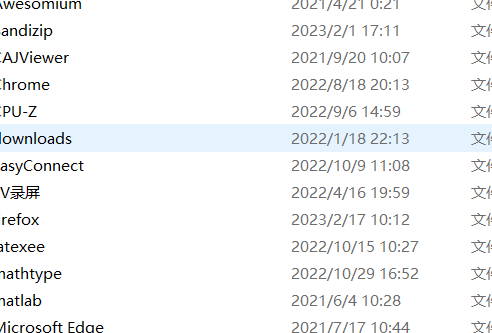 Awesomium 2021/4/21 0:21 文件
Bandizip 2023/2/1 17:11 文件
CAJViewer 2021/9/20 10:07 文件
Chrome 2022/8/18 20:13 文件
CPU-Z 2022/9/6 14:59 文件
downloads 2022/1/18 22:13 文件
EasyConnect 2022/10/9 11:08 文件
EV录屏 2022/4/16 19:59 文件
Firefox 2023/2/17 10:12 文件
latexee 2022/10/15 10:27 文件
mathtype 2022/10/29 16:52 文件
matlab 2021/6/4 10:28 文件
Microsoft Edge 2021/7/17 10:44 文件